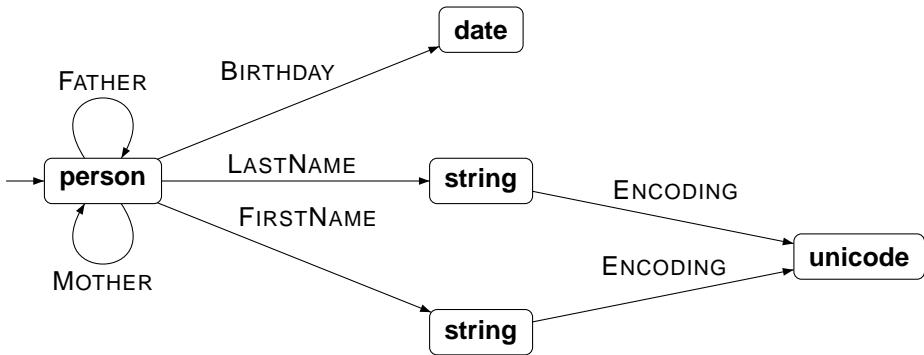 date
BIRTHDAY
FATHER
person
LASTNAME
string
ENCODING
FIRSTNAME
unicode
ENCODING
MOTHER
string